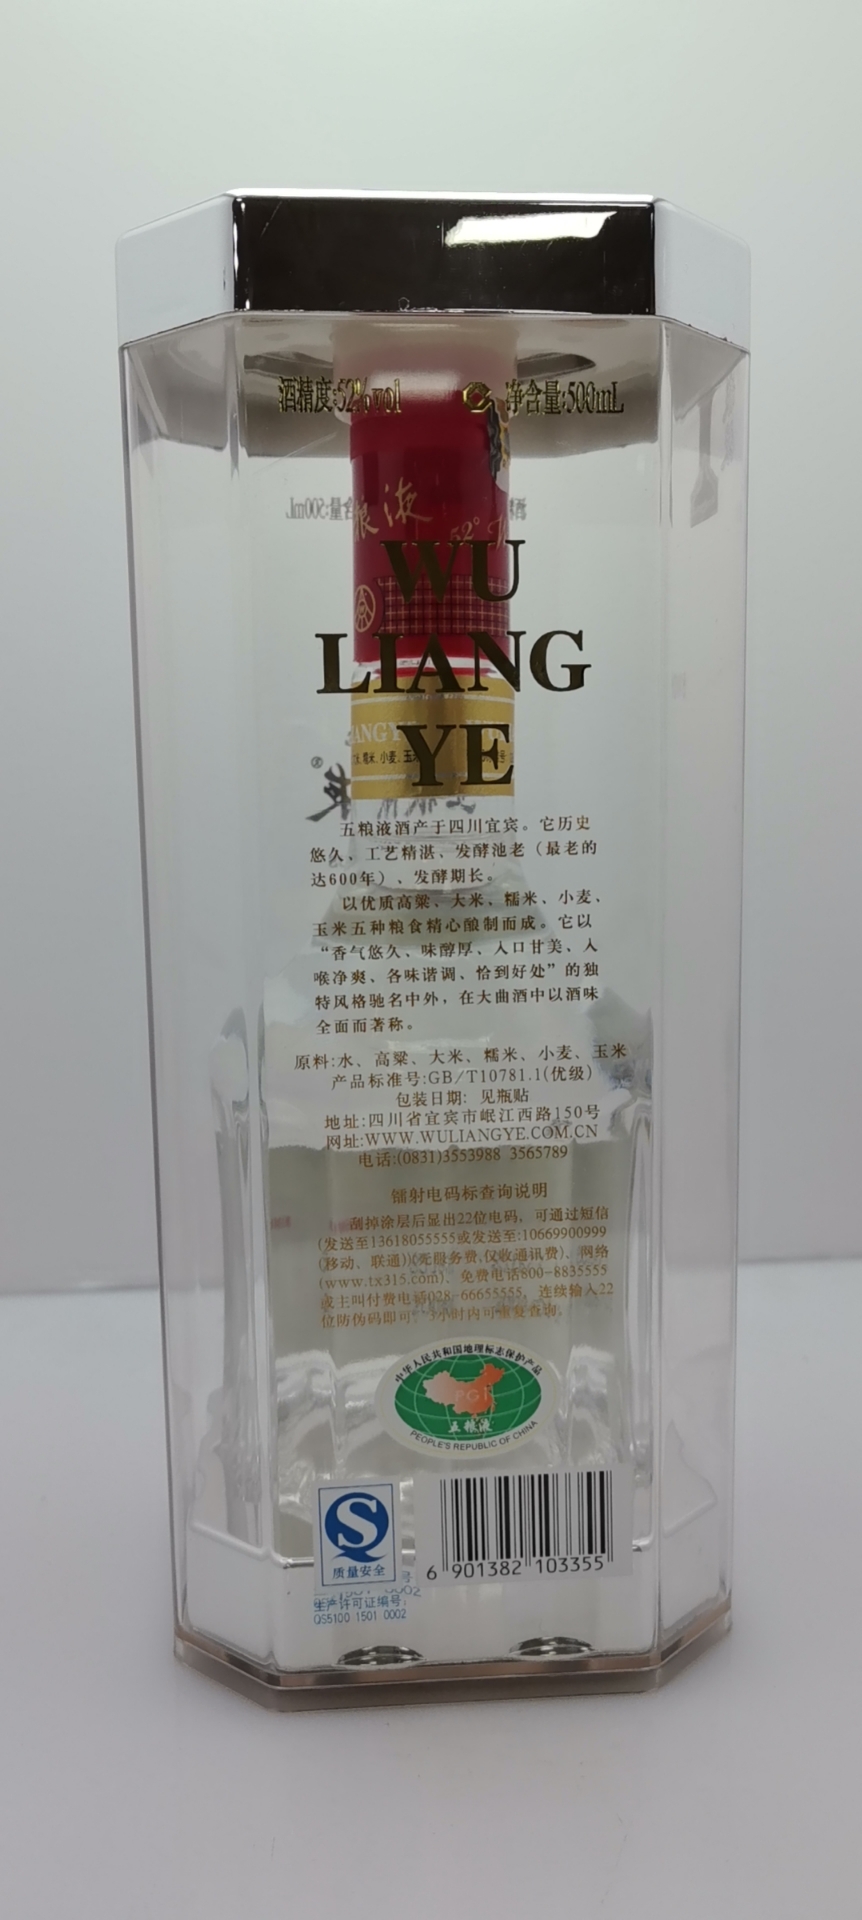 酒精度:52%vol
净含量:500mL
粮液
52°
WU
LIANG
YE
五粮液酒产于四川宜宾。它历史
悠久、工艺精湛、发酵池老（最老的
达600年）、发酵期长。
以优质高粱、大米、糯米、小麦、
玉米五种粮食精心酿制而成。它以
“香气悠久、味醇厚、入口甘美、入
喉净爽、各味谐调、恰到好处”的独
特风格驰名中外，在大曲酒中以酒味
全面而著称。
原料:水、高粱、大米、糯米、小麦、玉米
产品标准号:GB/T10781.1(优级)
包装日期: 见瓶贴
地址:四川省宜宾市岷江西路150号
网址:WWW.WULIANGYE.COM.CN
电话:(0831)3553988 3565789
镭射电码标查询说明
刮掉涂层后显出22位电码，可通过短信
(发送至13618055555或发送至:10669900999
(移动、联通))(免服务费,仅收通讯费)、网络
(www.tx315.com)、免费电话800-8835555
或主叫付费电话028-66655555，连续输入22
位防伪码即可。3小时内可重复查询。
中华人民共和国地理标志保护产品
PGI
五粮液
PEOPLE'S REPUBLIC OF CHINA
质量安全
生产许可证编号:
QS5100 1501 0002
6 901382 103355